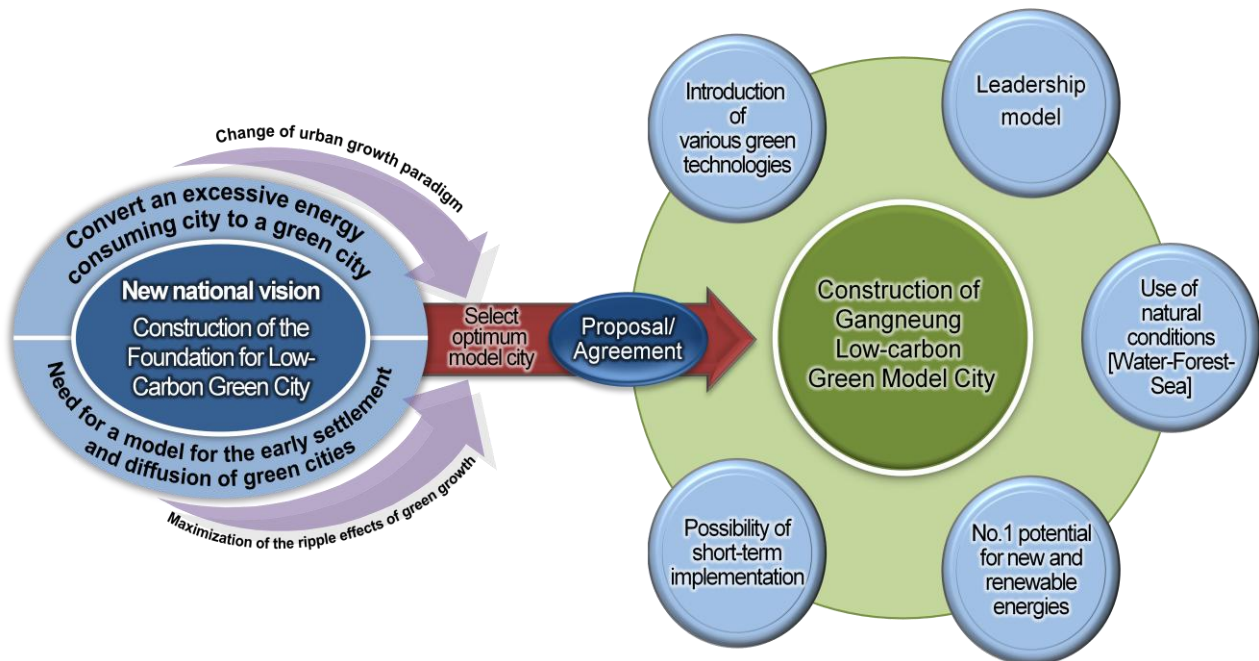 Change of urban growth paradigm
Convert an excessive energy
consuming city to a green city
New national vision
Construction of the
Foundation for Low-
Carbon Green City
Need for a model for the early settlement
and diffusion of green cities
Maximization of the ripple effects of green growth
Select
optimum
model city
Proposal/
Agreement
Construction of
Gangneung
Low-carbon
Green Model City
Introduction
of
various green
technologies
Leadership
model
Use of
natural
conditions
[Water-Forest-
Sea]
No.1 potential
for new and
renewable
energies
Possibility of
short-term
implementation